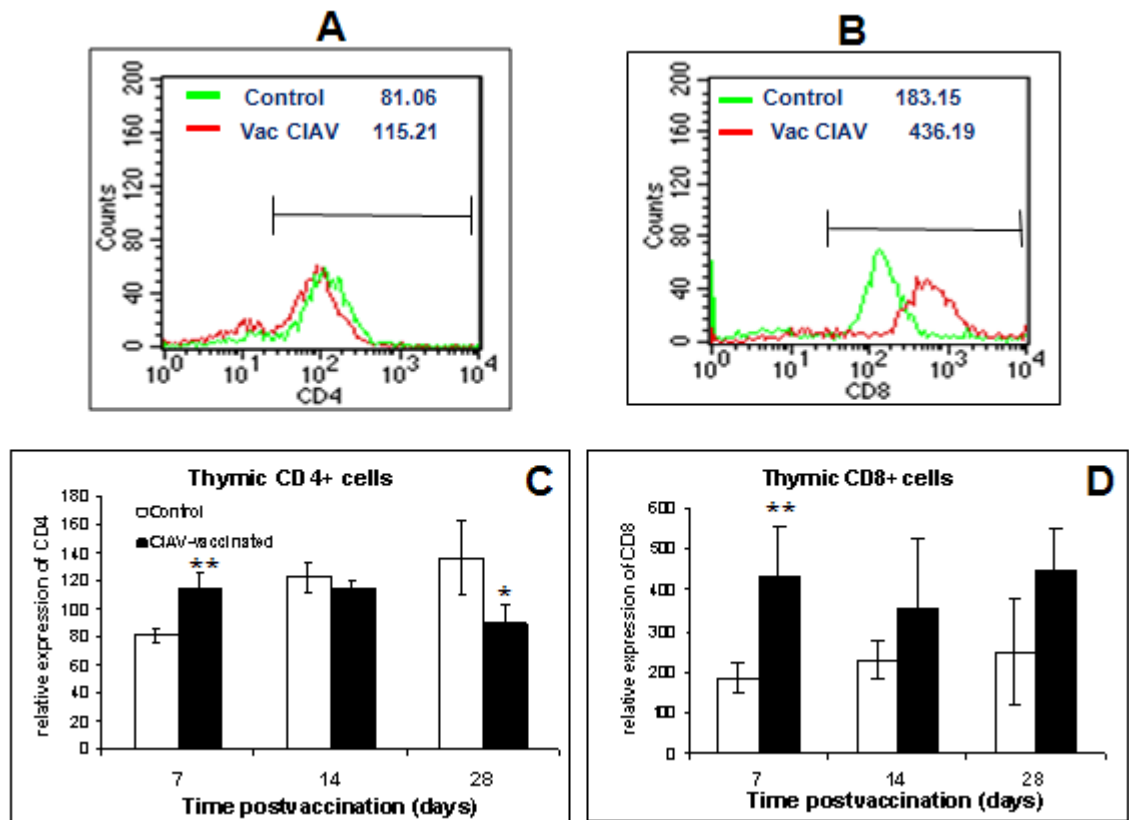 A
200
160
120
80
40
0
Counts
Control 81.06
Vac CIAV 115.21
10^0 10^1 10^2 10^3 10^4
CD4
B
200
160
120
80
40
0
Counts
Control 183.15
Vac CIAV 436.19
10^0 10^1 10^2 10^3 10^4
CD8
Thymic CD 4+ cells
C
180
160
140
120
100
80
60
40
20
0
relative expression of CD4
Control
CIAV-vaccinated
**
*
7 14 28
Time postvaccination (days)
Thymic CD8+ cells
D
600
500
400
300
200
100
0
relative expression of CD8
**
7 14 28
Time postvaccination (days)